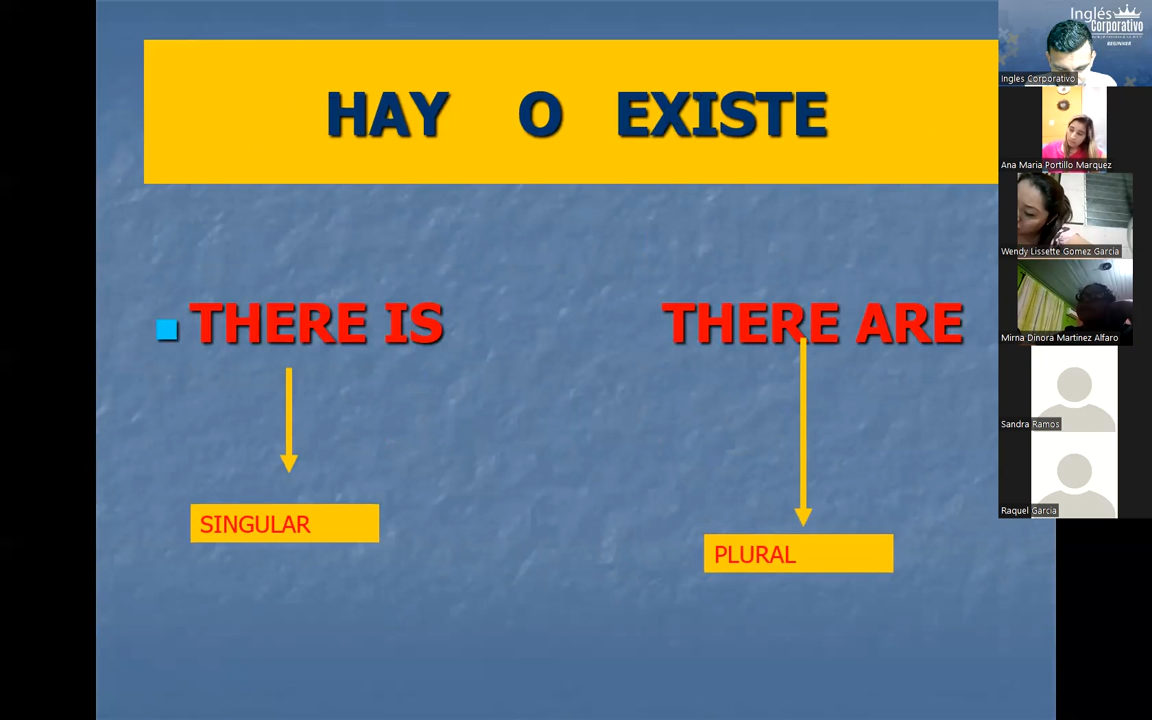 HAY O EXISTE
THERE IS THERE ARE
SINGULAR
PLURAL
Inglés
Corporativo
BEGINNER
Ingles Corporativo
Ana Maria Portillo Marquez
Wendy Lissette Gomez Garcia
Mirna Dinora Martinez Alfaro
Sandra Ramos
Raquel Garcia